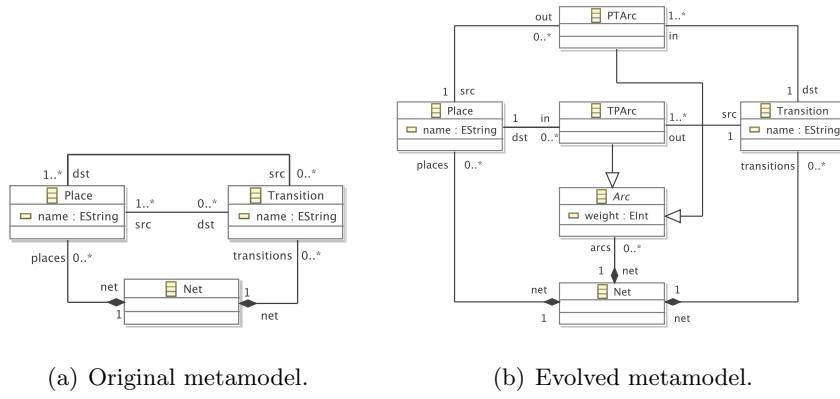 out
PTArc
1..*
0..*
in
1
src
1
dst
Place
name : EString
1
in
dst
0..*
TPArc
1..*
out
src
1
Transition
name : EString
places
0..*
transitions
0..*
Arc
weight : EInt
arcs
0..*
1
net
net
1
Net
1
net
1..*
dst
src
0..*
Place
name : EString
1..*
src
0..*
dst
Transition
name : EString
places
0..*
transitions
0..*
net
1
Net
1
net
(a) Original metamodel.
(b) Evolved metamodel.